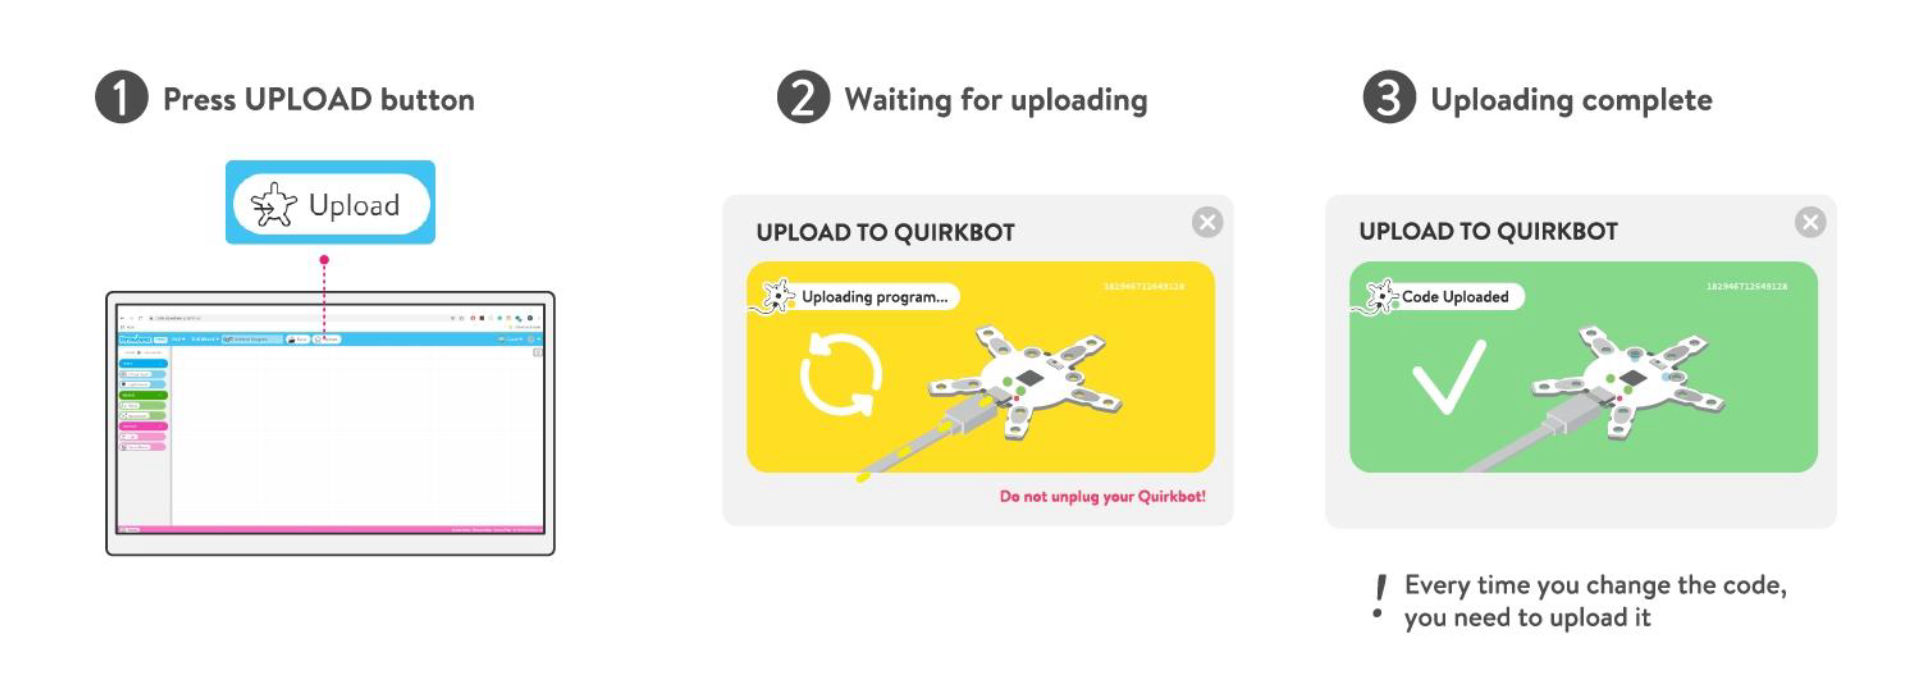 1 Press UPLOAD button
Upload
2 Waiting for uploading
UPLOAD TO QUIRKBOT
Uploading program...
182946712649128
Do not unplug your Quirkbot!
3 Uploading complete
UPLOAD TO QUIRKBOT
Code Uploaded
182946712649128
! Every time you change the code,
you need to upload it